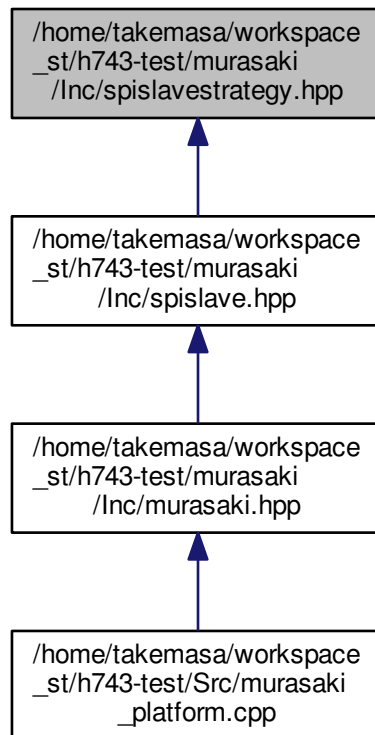 /home/takemasa/workspace
_st/h743-test/murasaki
/Inc/spislavestrategy.hpp
/home/takemasa/workspace
_st/h743-test/murasaki
/Inc/spislave.hpp
/home/takemasa/workspace
_st/h743-test/murasaki
/Inc/murasaki.hpp
/home/takemasa/workspace
_st/h743-test/Src/murasaki
_platform.cpp